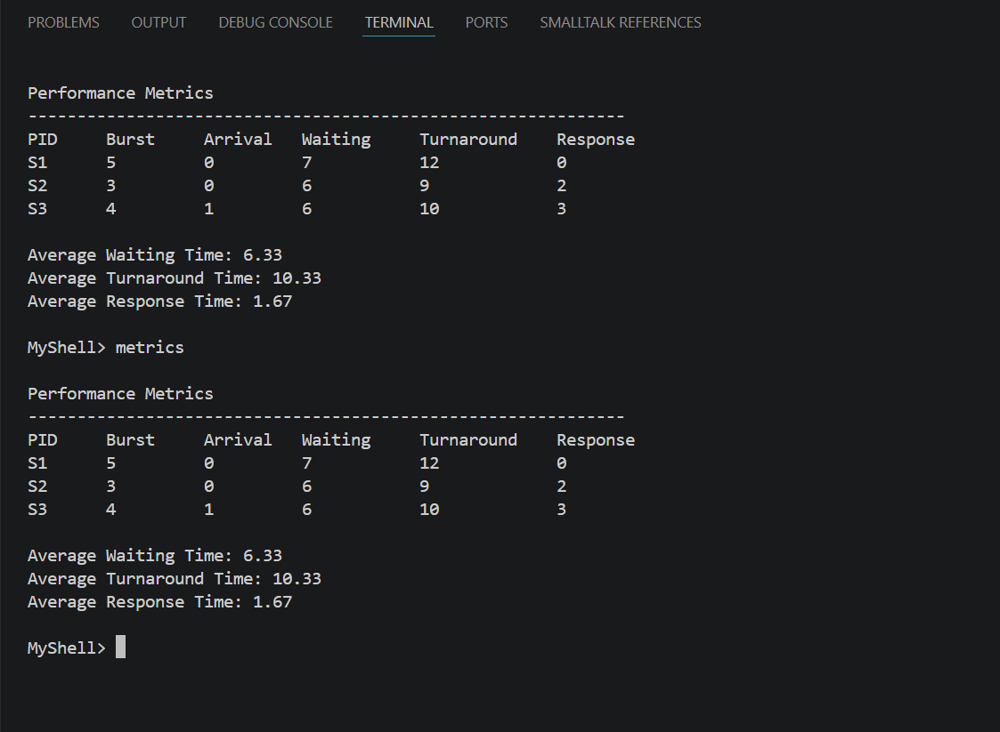 PROBLEMS OUTPUT DEBUG CONSOLE TERMINAL PORTS SMALLTALK REFERENCES
Performance Metrics
-------------------------------------------------------------
PID Burst Arrival Waiting Turnaround Response
S1 5 0 7 12 0
S2 3 0 6 9 2
S3 4 1 6 10 3
Average Waiting Time: 6.33
Average Turnaround Time: 10.33
Average Response Time: 1.67
MyShell> metrics
Performance Metrics
-------------------------------------------------------------
PID Burst Arrival Waiting Turnaround Response
S1 5 0 7 12 0
S2 3 0 6 9 2
S3 4 1 6 10 3
Average Waiting Time: 6.33
Average Turnaround Time: 10.33
Average Response Time: 1.67
MyShell>